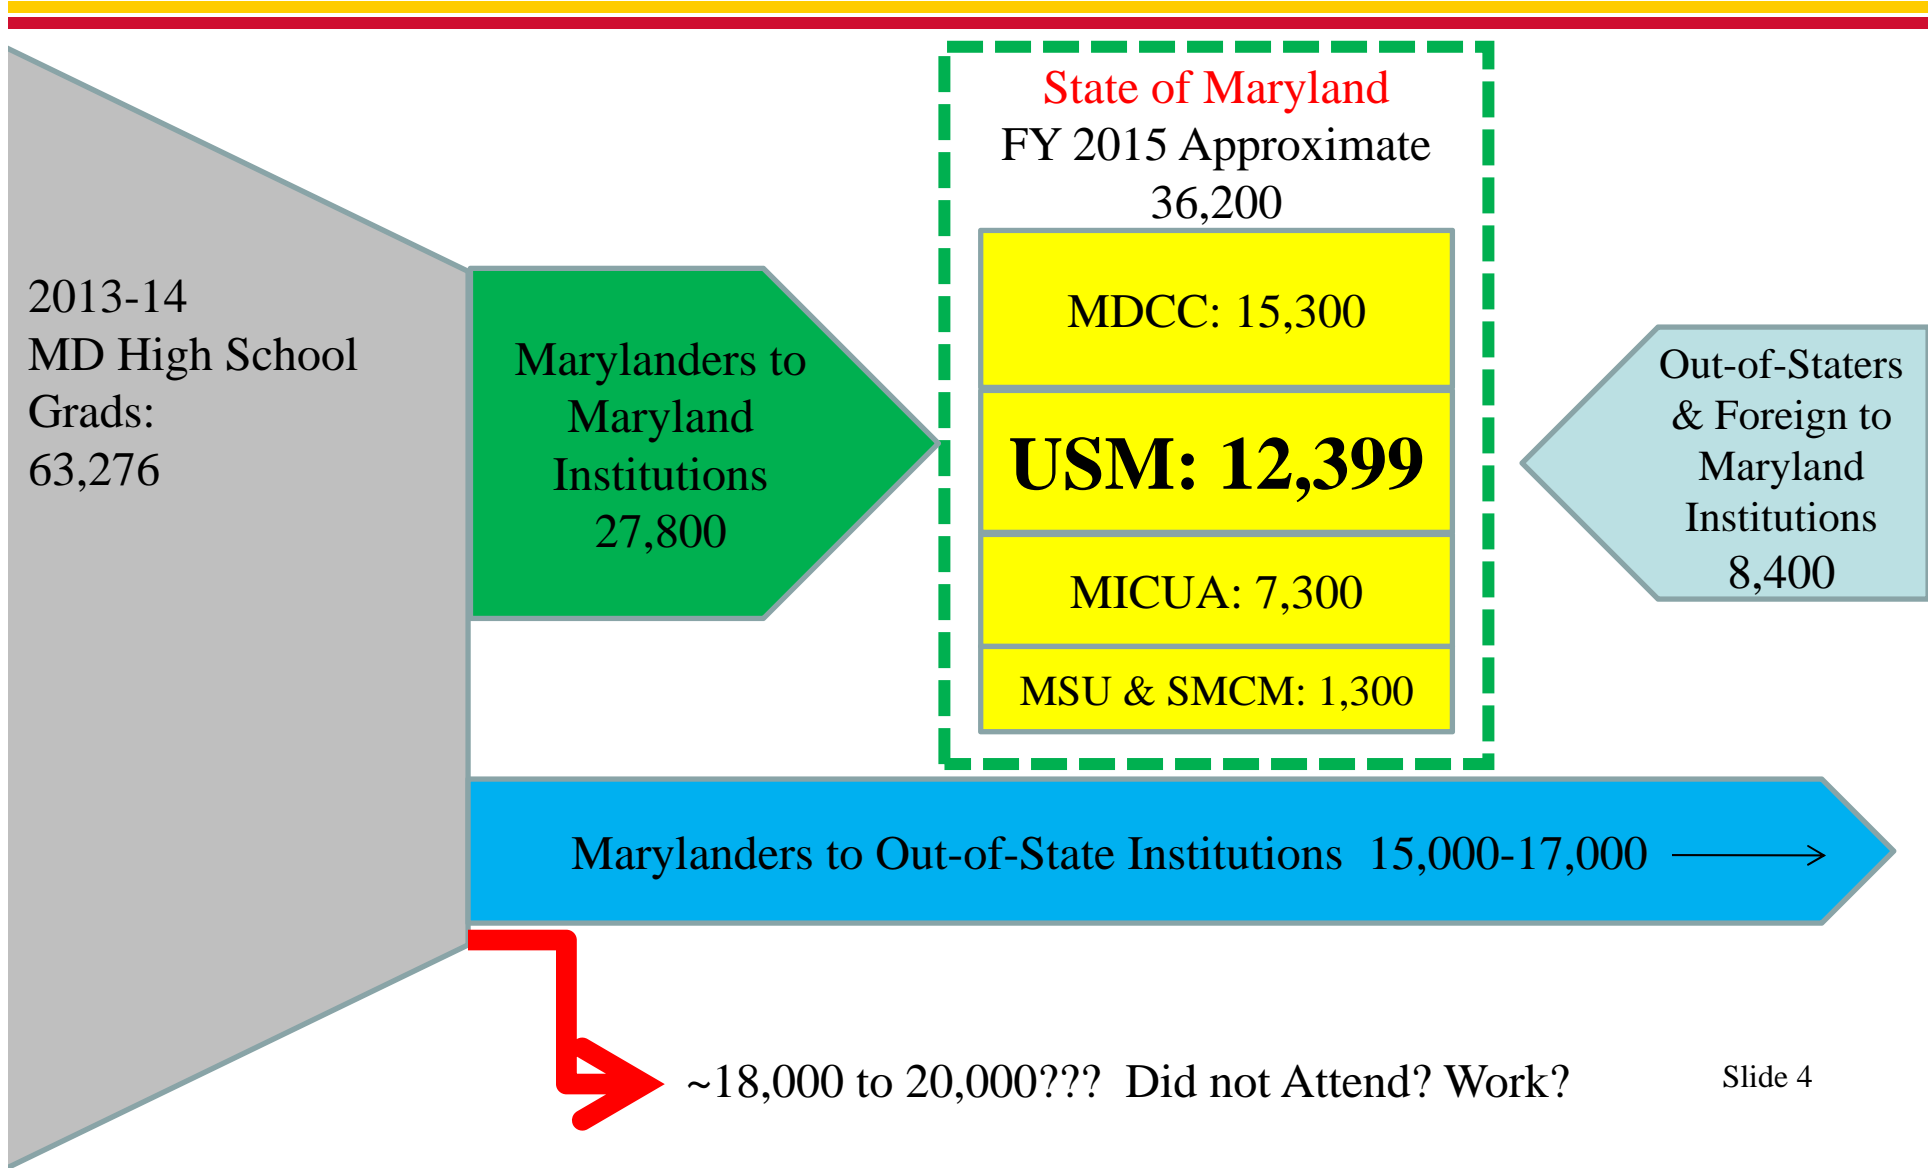 2013-14
MD High School
Grads:
63,276
Marylanders to
Maryland
Institutions
27,800
State of Maryland
FY 2015 Approximate
36,200
MDCC: 15,300
USM: 12,399
MICUA: 7,300
MSU & SMCM: 1,300
Out-of-Staters
& Foreign to
Maryland
Institutions
8,400
Marylanders to Out-of-State Institutions 15,000-17,000
~18,000 to 20,000??? Did not Attend? Work?
Slide 4